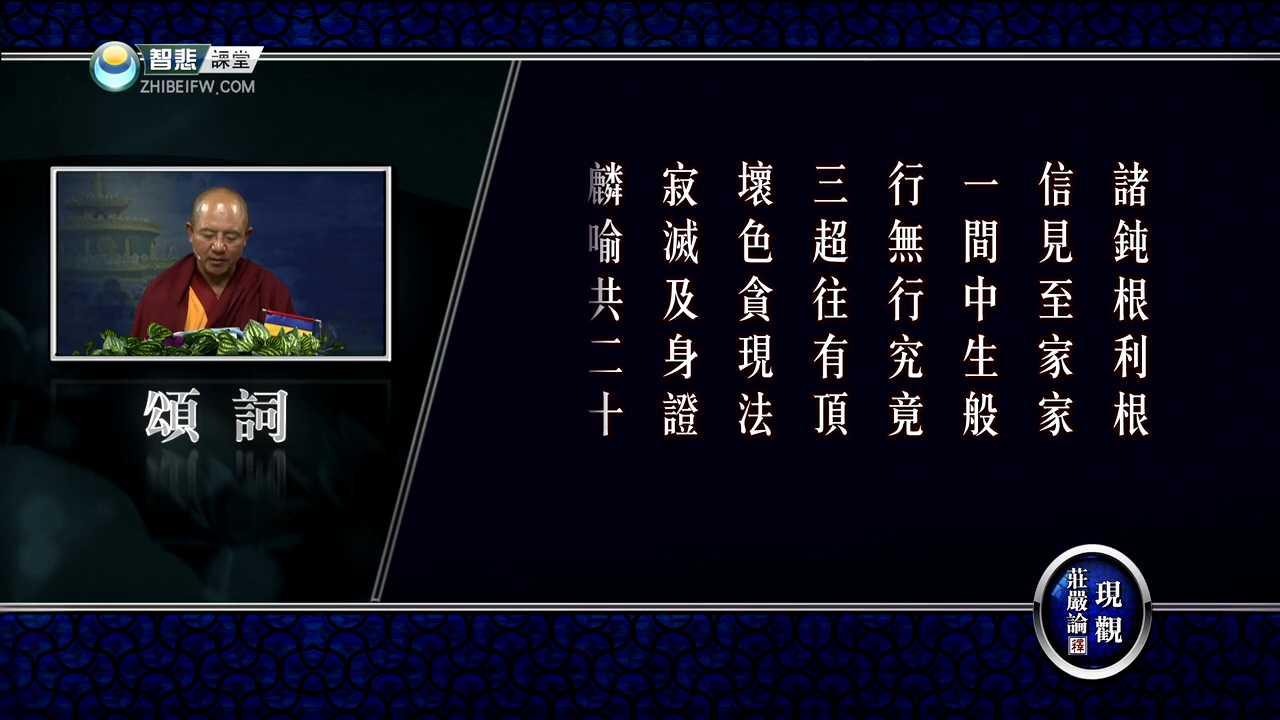 智悲課堂
ZHIBEIFW.COM
頌詞
諸鈍根利根
信見至家家
一間中生般
行無行究竟
三超往有頂
壞色貪現法
寂滅及身證
麟喻共二十
現觀
莊嚴論釋